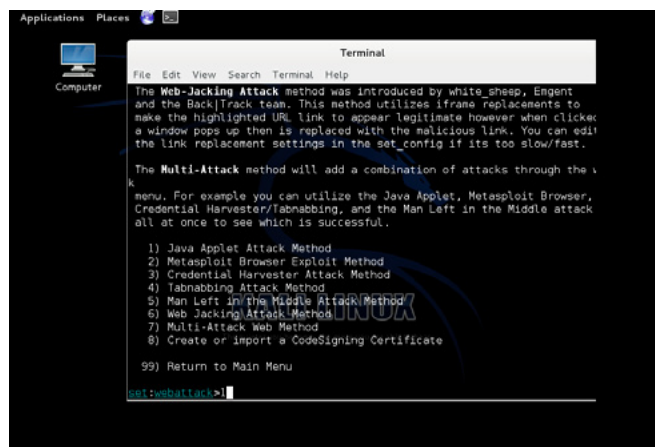 Applications Places
Computer
Terminal
File Edit View Search Terminal Help
The Web-Jacking Attack method was introduced by white_sheep, Emgent
and the Back|Track team. This method utilizes iframe replacements to
make the highlighted URL link to appear legitimate however when clicked
a window pops up then is replaced with the malicious link. You can edit
the link replacement settings in the set_config if its too slow/fast.
The Multi-Attack method will add a combination of attacks through the
k
menu. For example you can utilize the Java Applet, Metasploit Browser,
Credential Harvester/Tabnabbing, and the Man Left in the Middle attack
all at once to see which is successful.
1) Java Applet Attack Method
2) Metasploit Browser Exploit Method
3) Credential Harvester Attack Method
4) Tabnabbing Attack Method
5) Man Left in the Middle Attack Method
6) Web Jacking Attack Method
7) Multi-Attack Web Method
8) Create or import a CodeSigning Certificate
KALI LINUX
99) Return to Main Menu
set:webattack>1